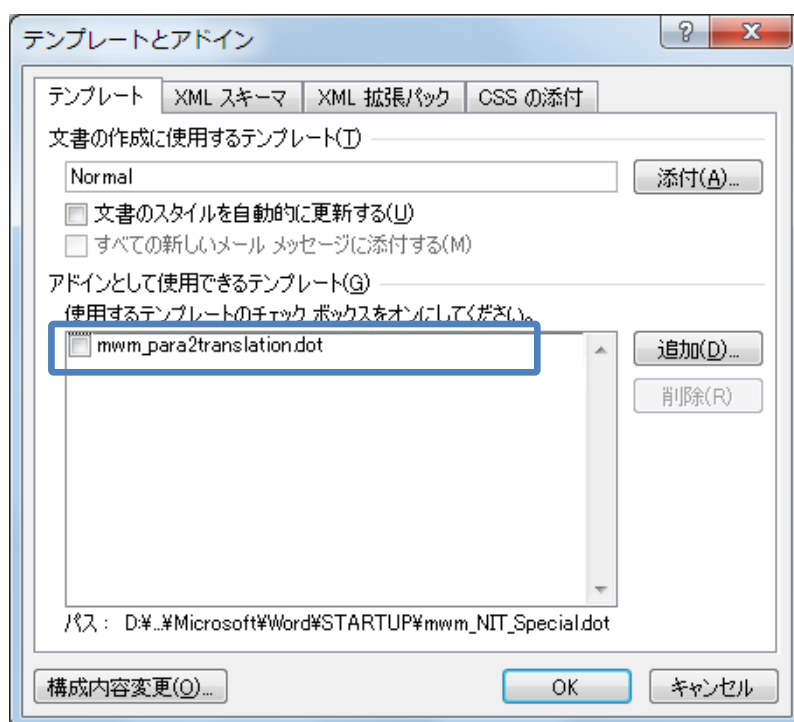 テンプレートとアドイン
テンプレート XML スキーマ XML 拡張パック CSS の添付
文書の作成に使用するテンプレート(T)
Normal 添付(A)...
文書のスタイルを自動的に更新する(U)
すべての新しいメール メッセージに添付する(M)
アドインとして使用できるテンプレート(G)
使用するテンプレートのチェック ボックスをオンにしてください。
mwm_para2translation.dot 追加(D)...
削除(R)
パス： D:¥...¥Microsoft¥Word¥STARTUP¥mwm_NIT_Special.dot
構成内容変更(O)... OK キャンセル